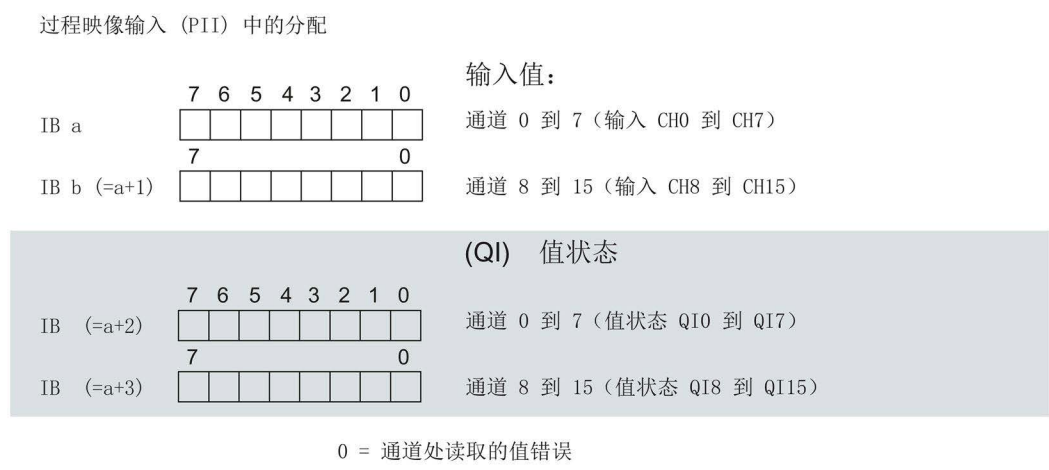 过程映像输入 (PII) 中的分配
输入值:
7 6 5 4 3 2 1 0
IB a 通道 0 到 7(输入 CH0 到 CH7)
7 0
IB b (=a+1) 通道 8 到 15(输入 CH8 到 CH15)
(QI) 值状态
7 6 5 4 3 2 1 0
IB (=a+2) 通道 0 到 7(值状态 QI0 到 QI7)
7 0
IB (=a+3) 通道 8 到 15(值状态 QI8 到 QI15)
0 = 通道处读取的值错误